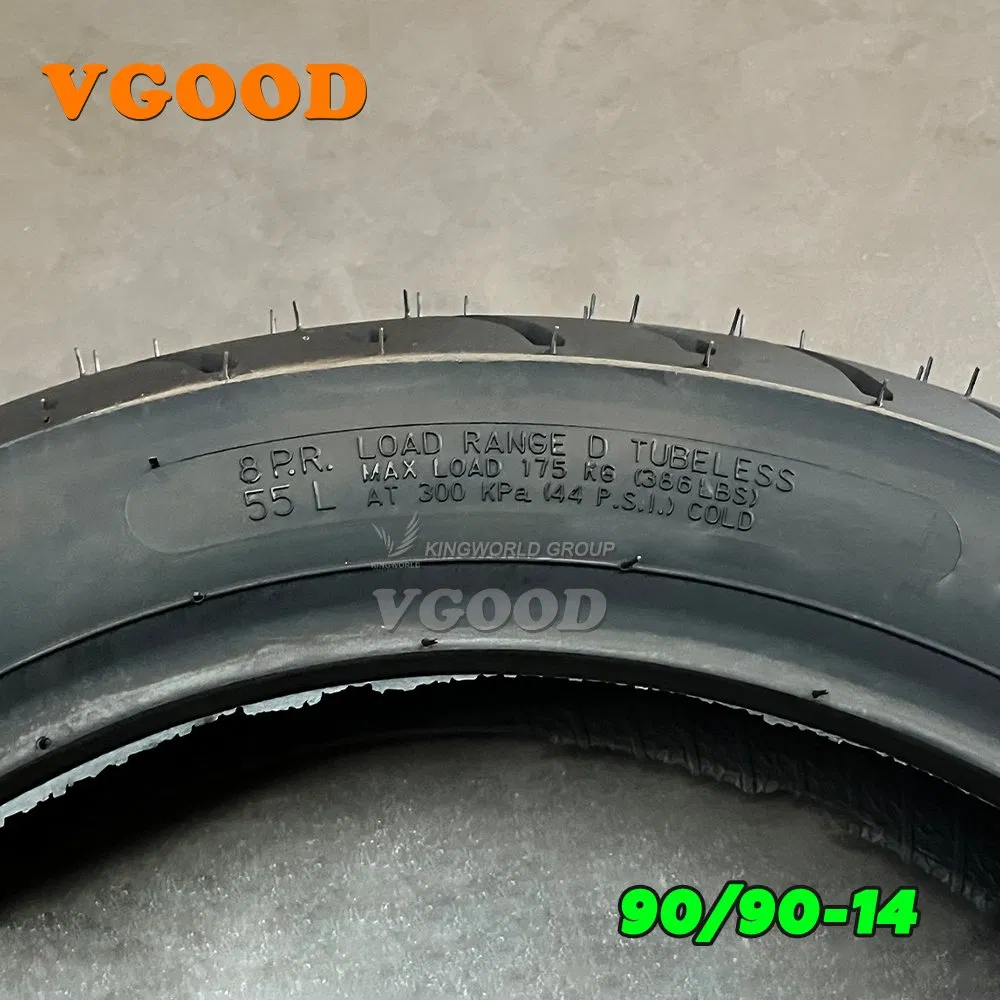 VGOOD
8 P.R. LOAD RANGE D TUBELESS
MAX LOAD 175 KG (386 LBS)
55 L AT 300 KPa (44 P.S.I.) COLD
KINGWORLD GROUP
KINGWORLD
VGOOD
90/90-14